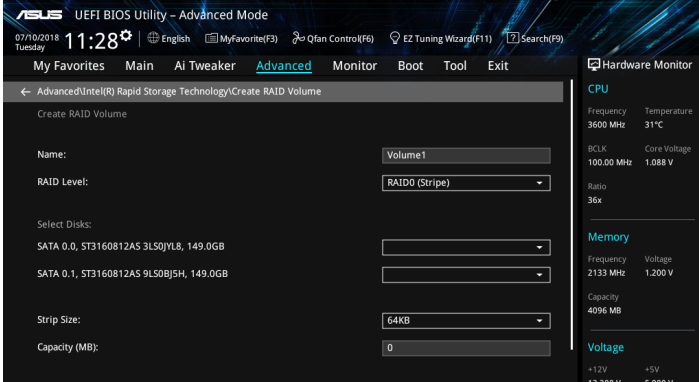 ASUS UEFI BIOS Utility – Advanced Mode
07/10/2018 Tuesday 11:28 English MyFavorite(F3) Qfan Control(F6) EZ Tuning Wizard(F11) Search(F9)
My Favorites Main Ai Tweaker Advanced Monitor Boot Tool Exit
Hardware Monitor
← Advanced\Intel(R) Rapid Storage Technology\Create RAID Volume
Create RAID Volume
Name: Volume1
RAID Level: RAID0 (Stripe)
Select Disks:
SATA 0.0, ST3160812AS 3LS0JYL8, 149.0GB
SATA 0.1, ST3160812AS 9LS0BJ5H, 149.0GB
Strip Size: 64KB
Capacity (MB): 0
CPU
Frequency Temperature
3600 MHz 31°C
BCLK Core Voltage
100.00 MHz 1.088 V
Ratio
36x
Memory
Frequency Voltage
2133 MHz 1.200 V
Capacity
4096 MB
Voltage
+12V +5V